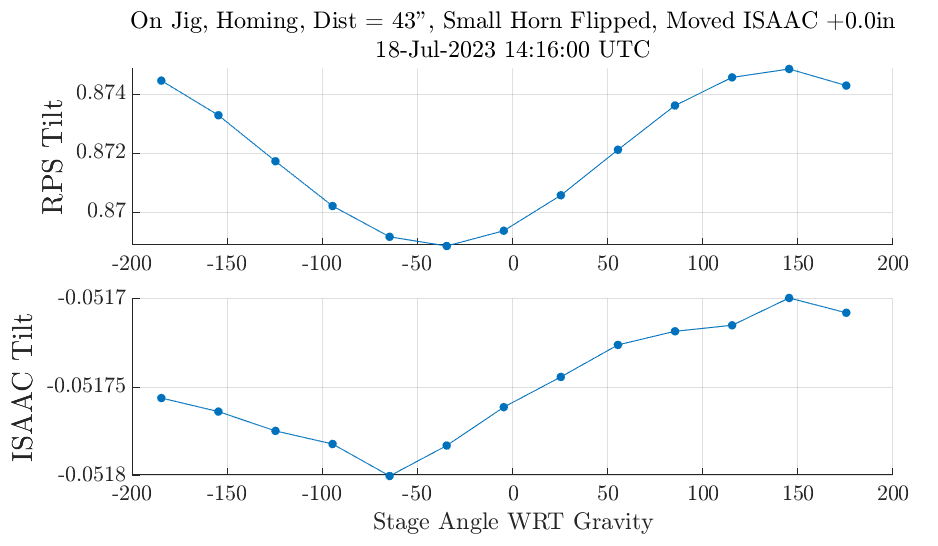 On Jig, Homing, Dist = 43", Small Horn Flipped, Moved ISAAC +0.0in
18-Jul-2023 14:16:00 UTC
RPS Tilt
0.874
0.872
0.87
-200 -150 -100 -50 0 50 100 150 200
ISAAC Tilt
-0.0517
-0.05175
-0.0518
-200 -150 -100 -50 0 50 100 150 200
Stage Angle WRT Gravity